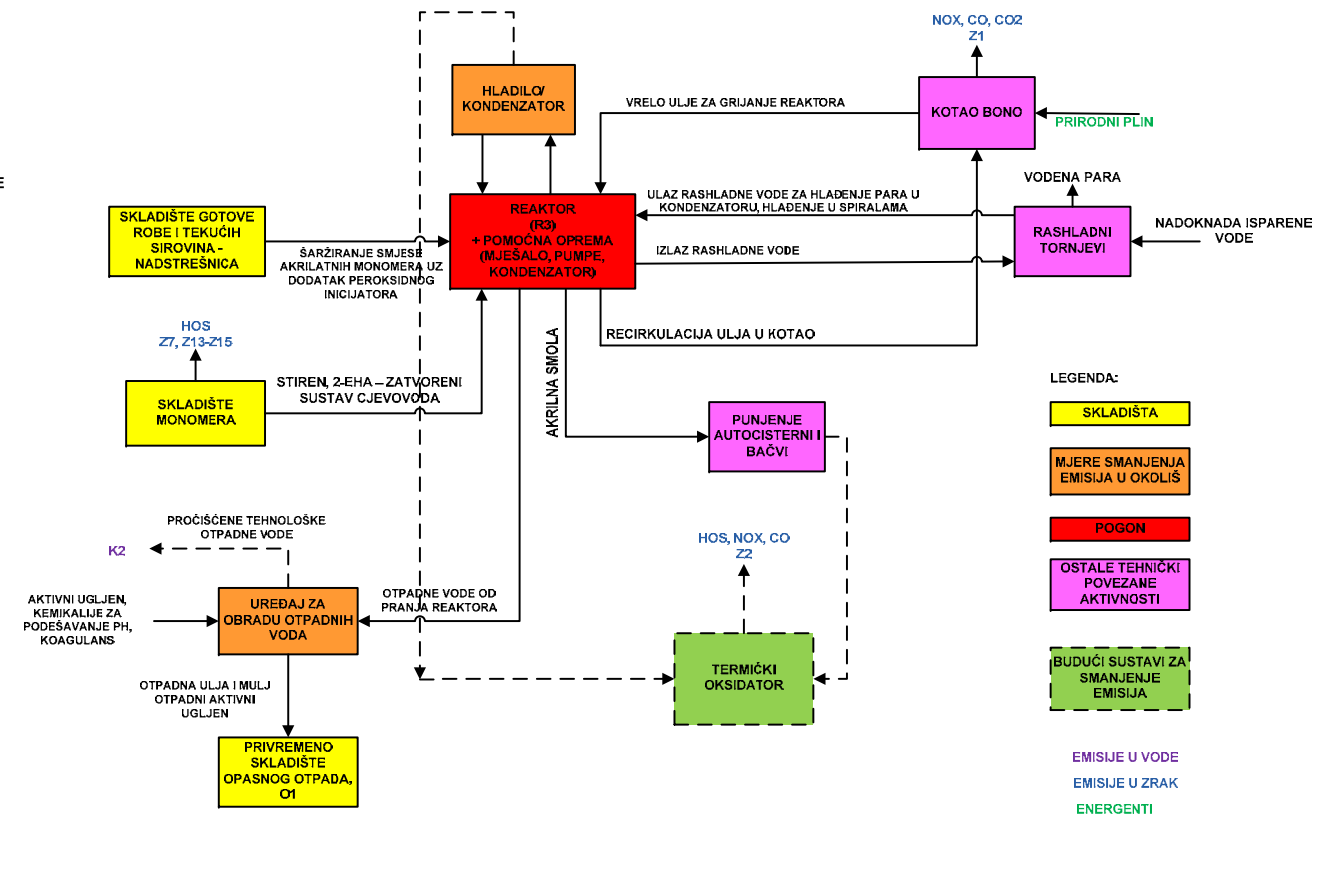 NOX, CO, CO2
Z1
HLADILO/
KONDENZATOR
VRELO ULJE ZA GRIJANJE REAKTORA
KOTAO BONO
PRIRODNI PLIN
E
VODENA PARA
ULAZ RASHLADNE VODE ZA HLAĐENJE PARA U
KONDENZATORU, HLAĐENJE U SPIRALAMA
SKLADIŠTE GOTOVE
ROBE I TEKUĆIH
SIROVINA -
NADSTREŠNICA
REAKTOR
(R3)
+ POMOĆNA OPREMA
(MJEŠALO, PUMPE,
KONDENZATOR)
RASHLADNI
TORNJEVI
NADOKNADA ISPARENE
VODE
IZLAZ RASHLADNE VODE
ŠARŽIRANJE SMJESE
AKRILATNIH MONOMERA UZ
DODATAK PEROKSIDNOG
INICIJATORA
HOS
Z7, Z13-Z15
RECIRKULACIJA ULJA U KOTAO
AKRILNA SMOLA
STIREN, 2-EHA – ZATVORENI
SUSTAV CJEVOVODA
SKLADIŠTE
MONOMERA
PUNJENJE
AUTOCISTERNI I
BAČVI
LEGENDA:
SKLADIŠTA
MJERE SMANJENJA
EMISIJA U OKOLIŠ
POGON
OSTALE TEHNIČKI
POVEZANE
AKTIVNOSTI
BUDUĆI SUSTAVI ZA
SMANJENJE
EMISIJA
PROČIŠĆENE TEHNOLOŠKE
OTPADNE VODE
K2
HOS, NOX, CO
Z2
AKTIVNI UGLJEN,
KEMIKALIJE ZA
PODEŠAVANJE PH,
KOAGULANS
UREĐAJ ZA
OBRADU OTPADNIH
VODA
OTPADNE VODE OD
PRANJA REAKTORA
TERMIČKI
OKSIDATOR
OTPADNA ULJA I MULJ
OTPADNI AKTIVNI
UGLJEN
PRIVREMENO
SKLADIŠTE
OPASNOG OTPADA,
O1
EMISIJE U VODE
EMISIJE U ZRAK
ENERGENTI